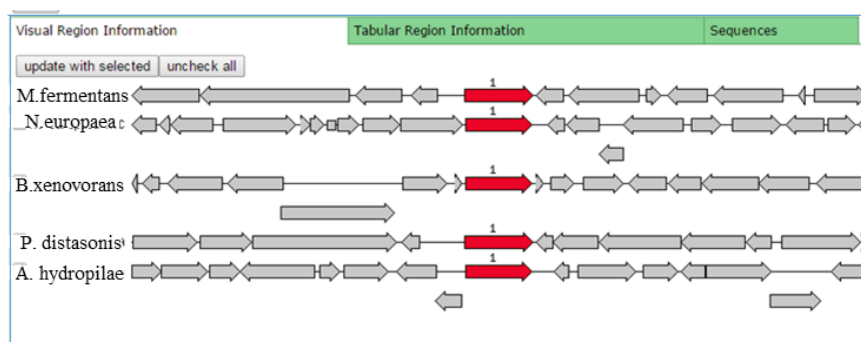 Visual Region Information Tabular Region Information Sequences
update with selected uncheck all
1
M.fermentans
1
N.europaea
1
B.xenovorans
1
P. distasonis
1
A. hydropilae